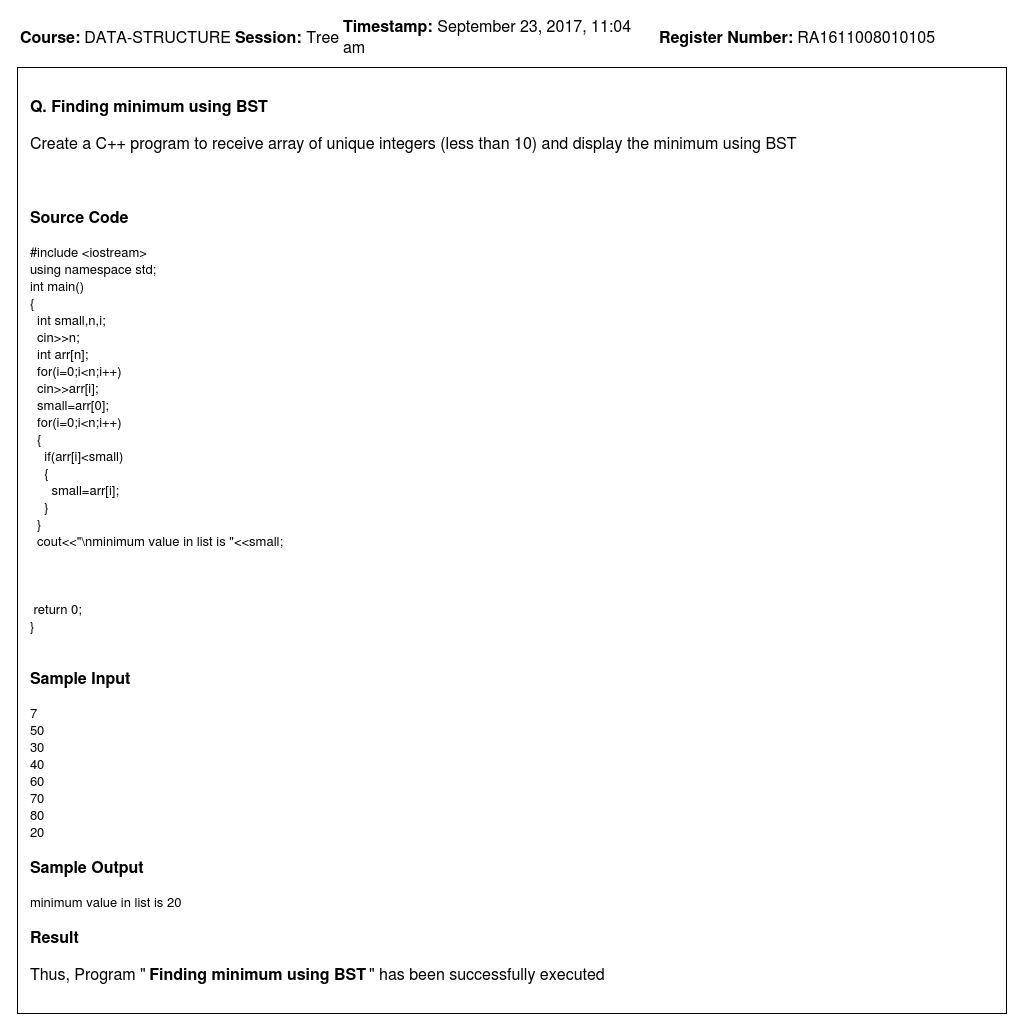 Course: DATA-STRUCTURE Session: Tree Timestamp: September 23, 2017, 11:04 am Register Number: RA1611008010105
Q. Finding minimum using BST
Create a C++ program to receive array of unique integers (less than 10) and display the minimum using BST
Source Code
#include <iostream>
using namespace std;
int main()
{
  int small,n,i;
  cin>>n;
  int arr[n];
  for(i=0;i<n;i++)
  cin>>arr[i];
  small=arr[0];
  for(i=0;i<n;i++)
  {
    if(arr[i]<small)
    {
      small=arr[i];
    }
  }
  cout<<"\nminimum value in list is "<<small;
 return 0;
}
Sample Input
7
50
30
40
60
70
80
20
Sample Output
minimum value in list is 20
Result
Thus, Program " Finding minimum using BST " has been successfully executed